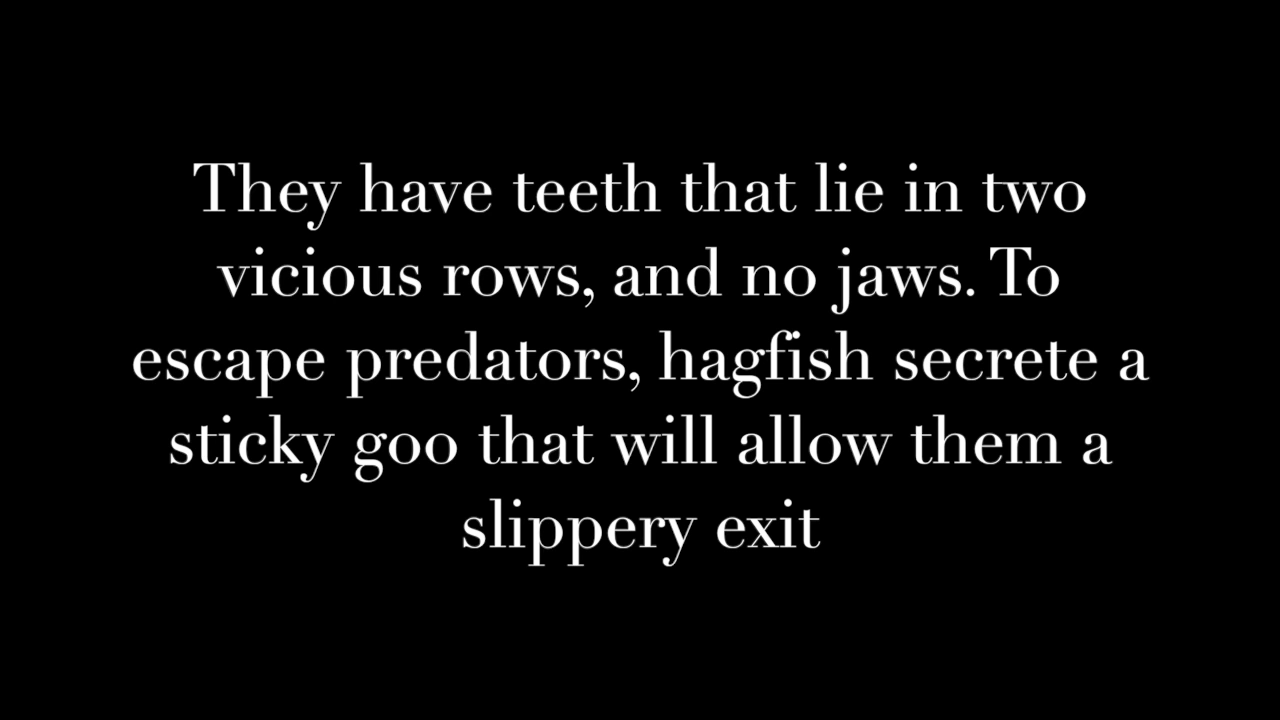 They have teeth that lie in two
vicious rows, and no jaws. To
escape predators, hagfish secrete a
sticky goo that will allow them a
slippery exit